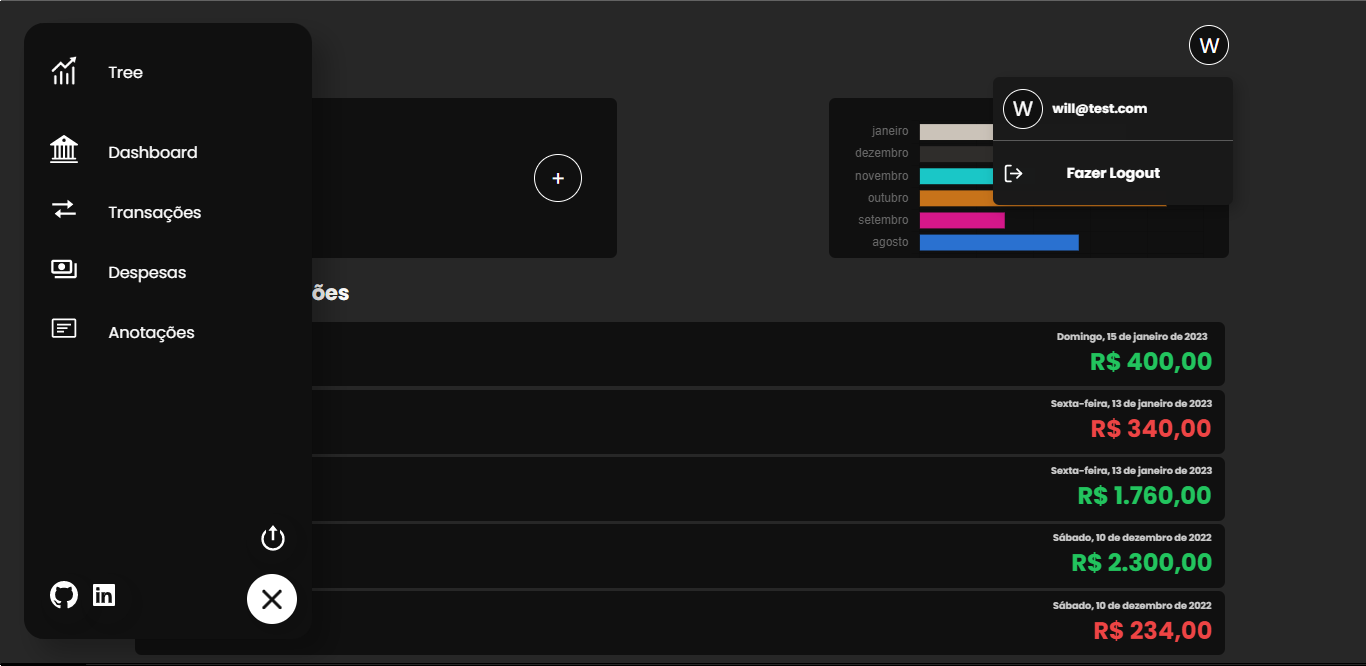 Tree
Dashboard
Transações
Despesas
Anotações
in
W
W
will@test.com
Fazer Logout
+
janeiro
dezembro
novembro
outubro
setembro
agosto
ões
Domingo, 15 de janeiro de 2023
R$ 400,00
Sexta-feira, 13 de janeiro de 2023
R$ 340,00
Sexta-feira, 13 de janeiro de 2023
R$ 1.760,00
Sábado, 10 de dezembro de 2022
R$ 2.300,00
Sábado, 10 de dezembro de 2022
R$ 234,00